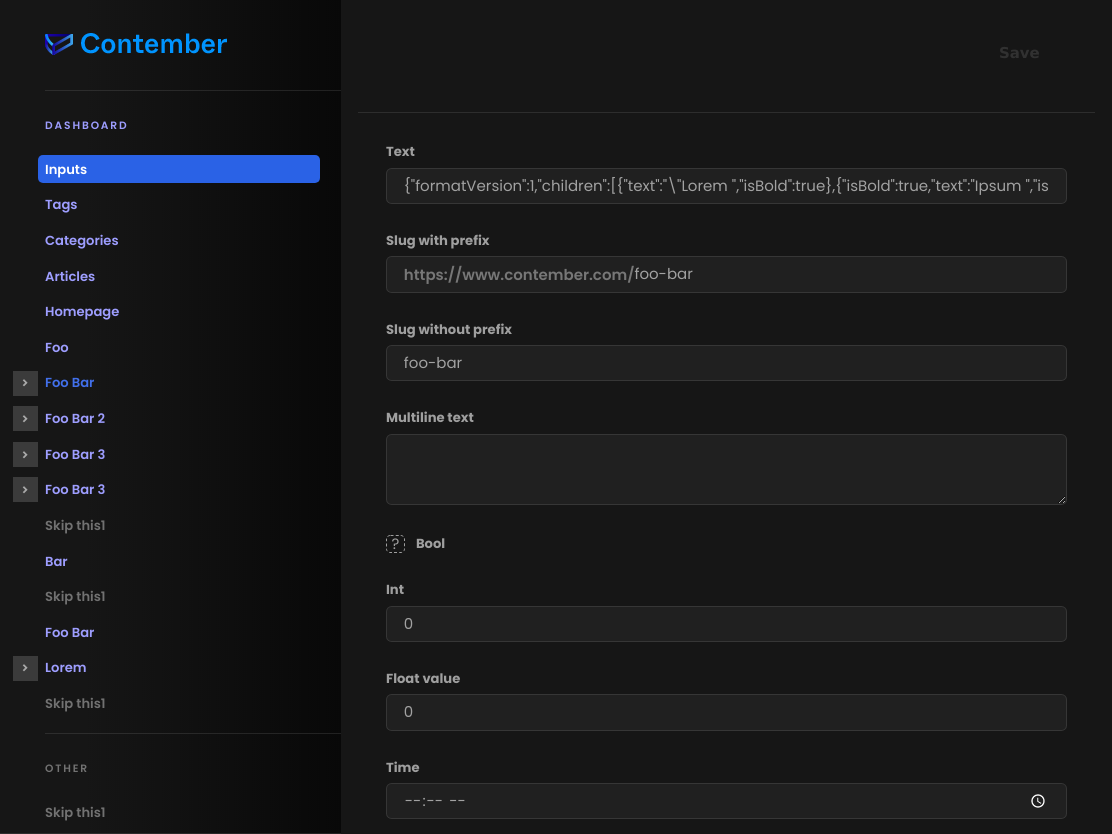 Contember
DASHBOARD
Inputs
Tags
Categories
Articles
Homepage
Foo
Foo Bar
Foo Bar 2
Foo Bar 3
Foo Bar 3
Skip this1
Bar
Skip this1
Foo Bar
Lorem
Skip this1
OTHER
Skip this1
Save
Text
{"formatVersion":1,"children":[{"text":"\"Lorem ","isBold":true},{"isBold":true,"text":"Ipsum ","is
Slug with prefix
https://www.contember.com/foo-bar
Slug without prefix
foo-bar
Multiline text
? Bool
Int
0
Float value
0
Time
--:-- --